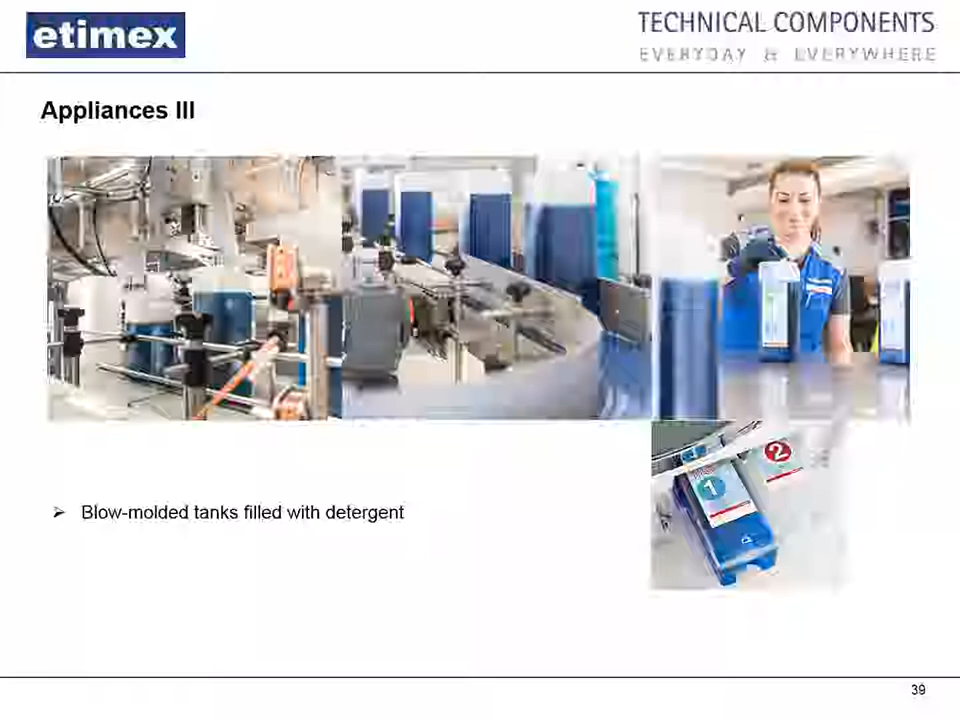 etimex
TECHNICAL COMPONENTS
EVERYDAY & EVERYWHERE
Appliances III
2
1
➢ Blow-molded tanks filled with detergent
39